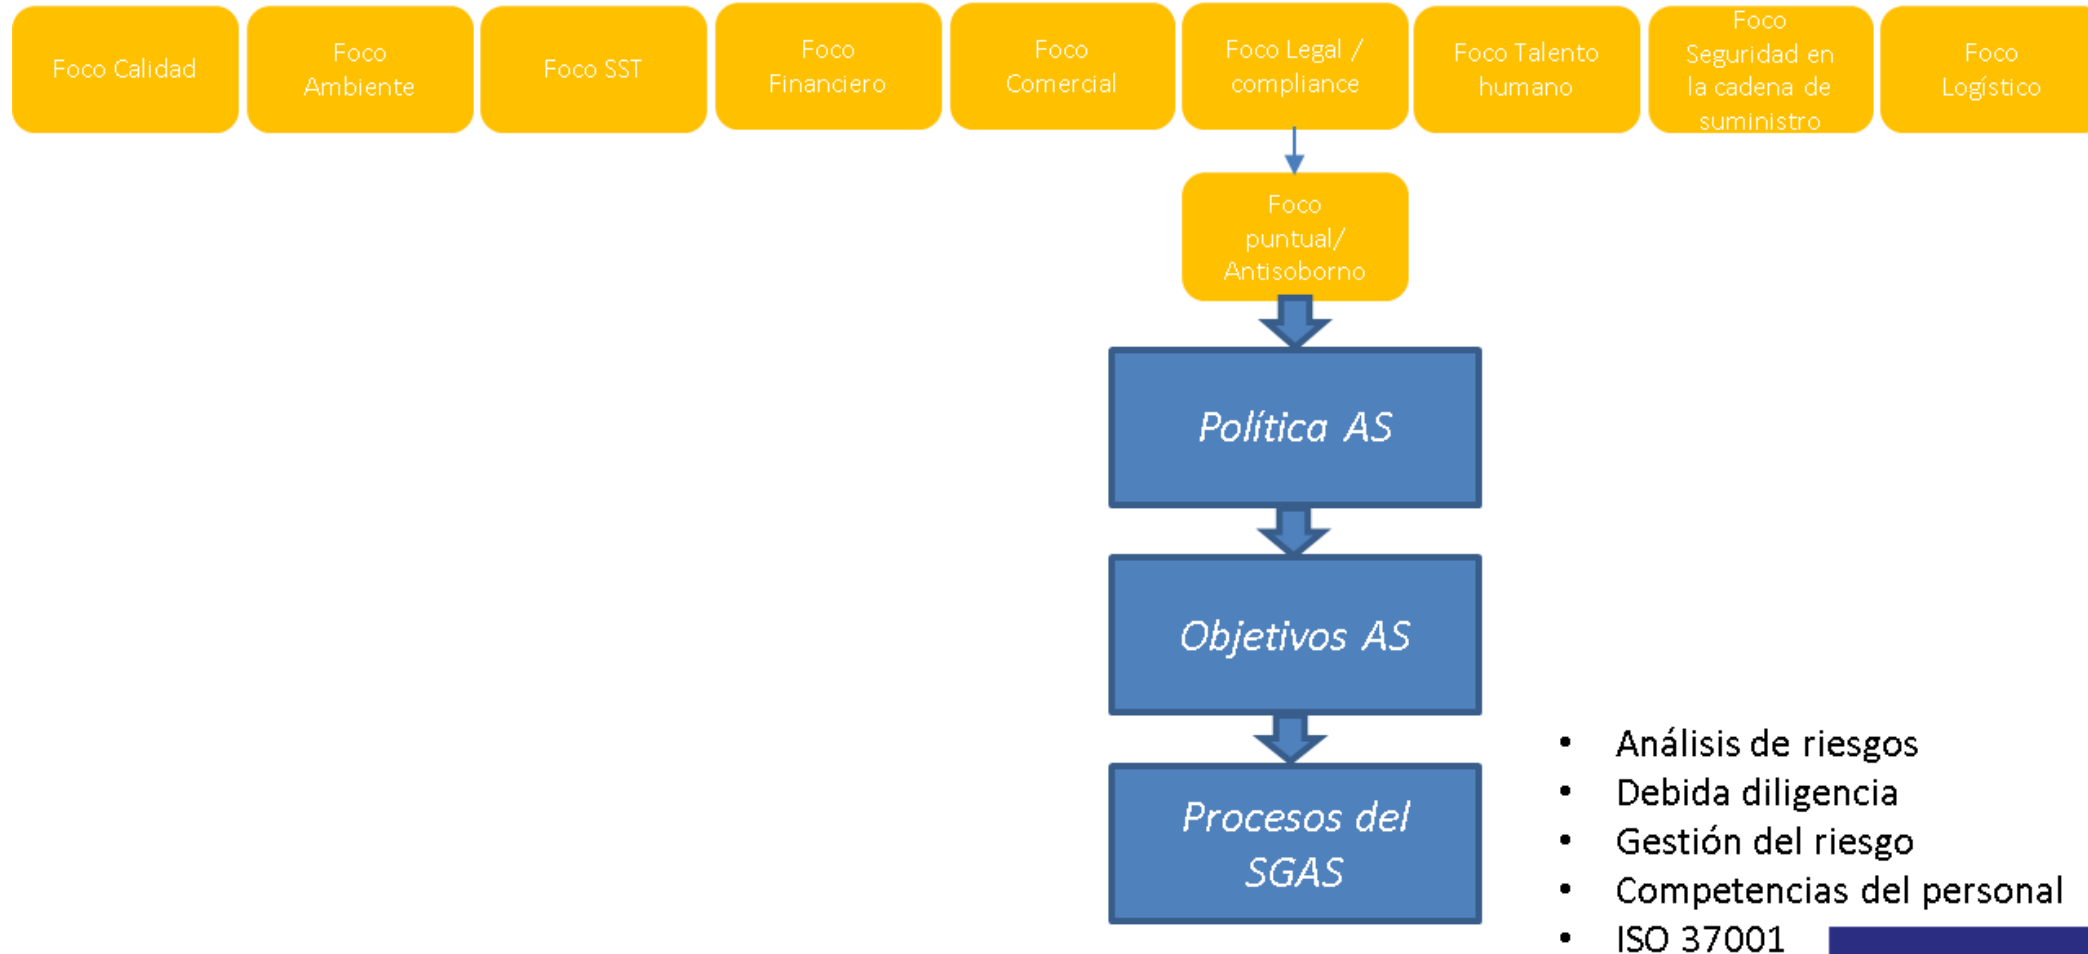 Foco Calidad
Foco
Ambiente
Foco SST
Foco
Financiero
Foco
Comercial
Foco Legal /
compliance
Foco Talento
humano
Foco
Seguridad en
la cadena de
suministro
Foco
Logístico
Foco
puntual/
Antisoborno
Política AS
Objetivos AS
Procesos del
SGAS
• Análisis de riesgos
• Debida diligencia
• Gestión del riesgo
• Competencias del personal
• ISO 37001